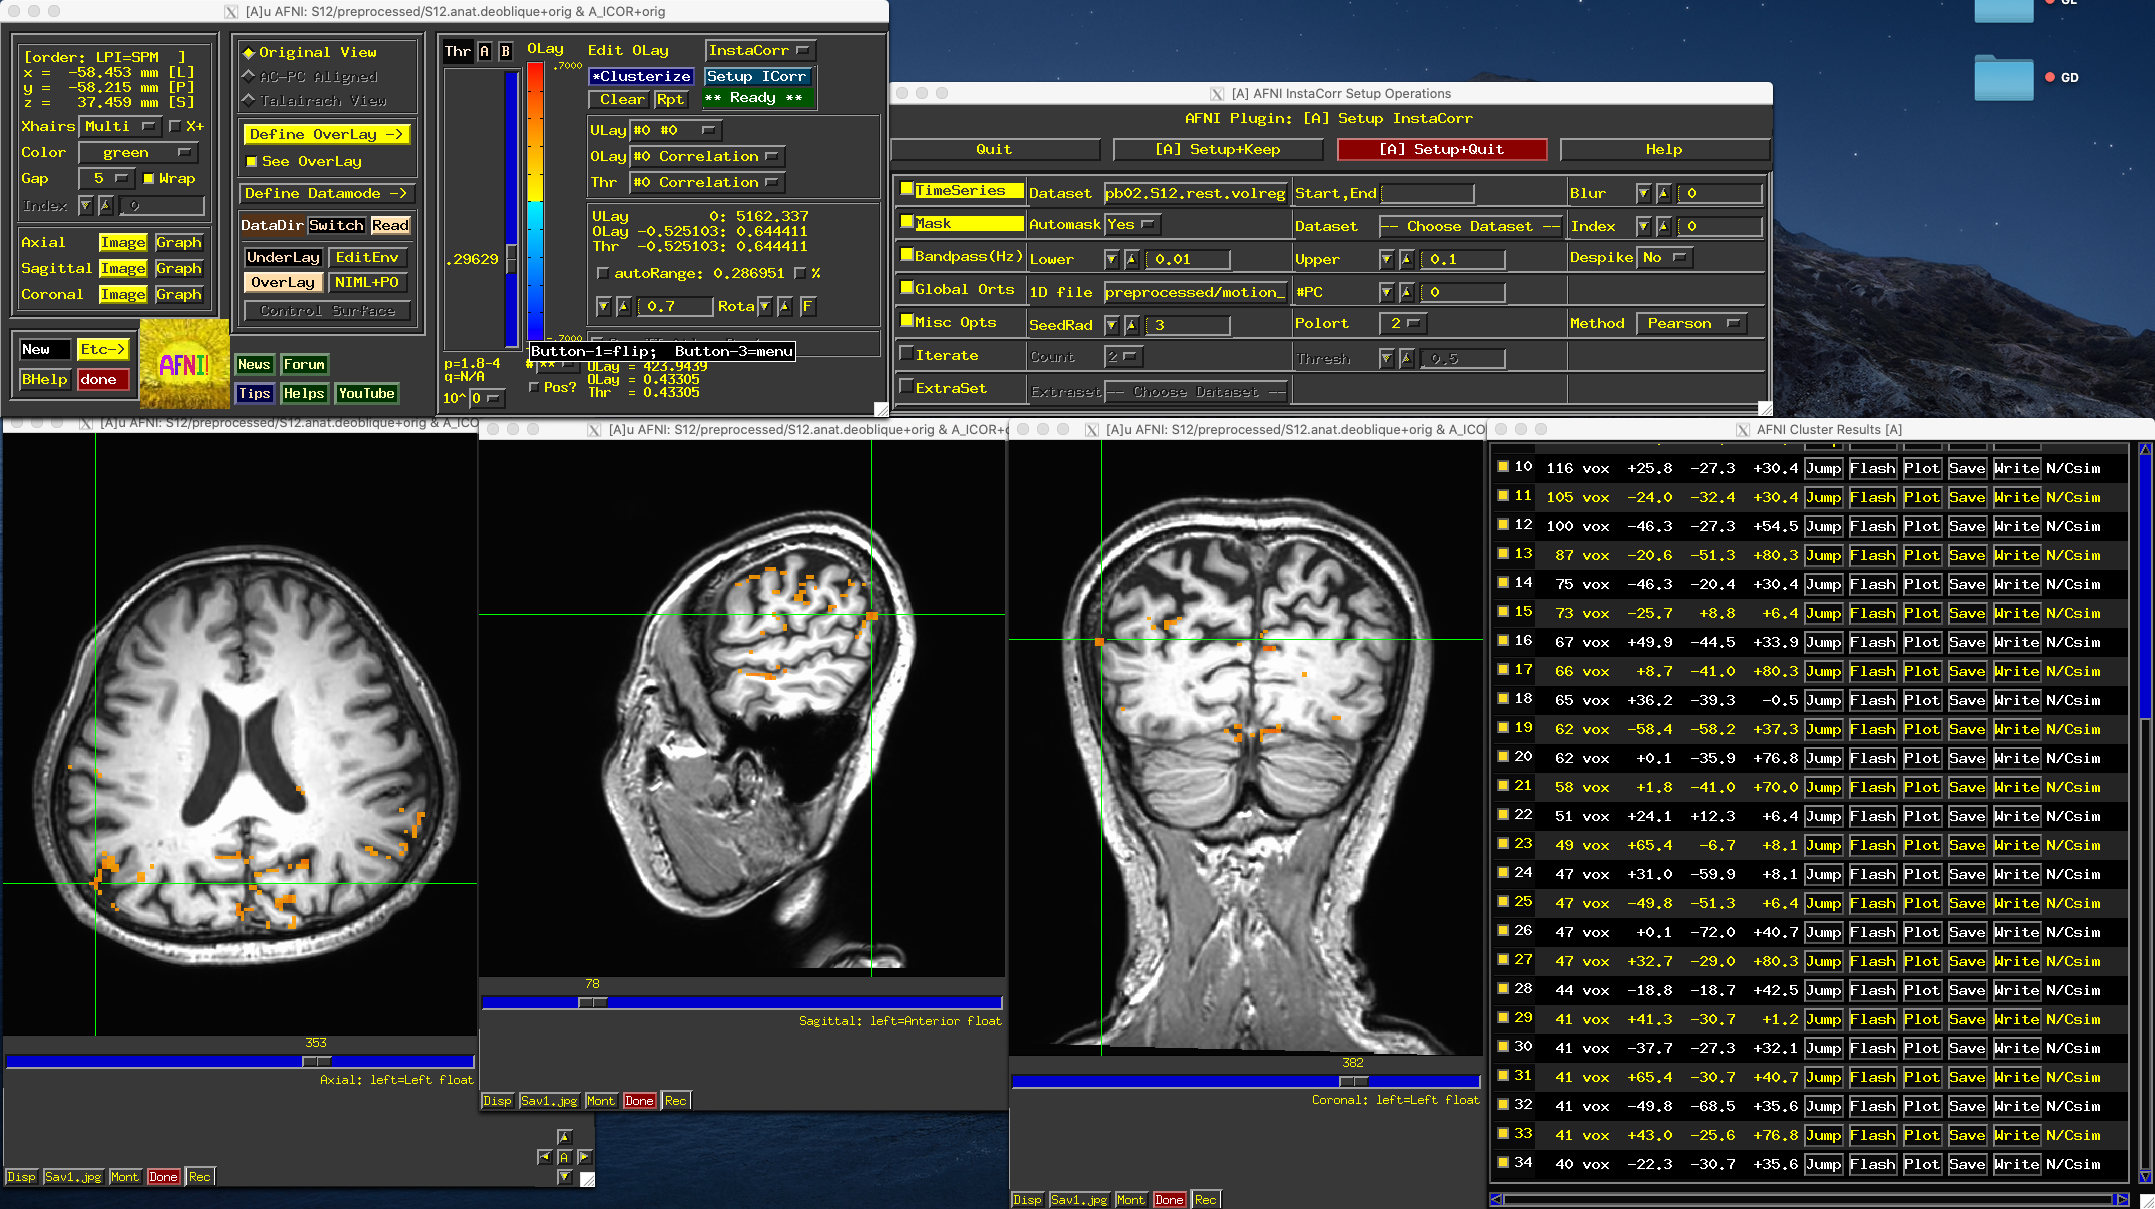 [A]u AFNI: S12/preprocessed/S12.anat.deoblique+orig & A_ICOR+orig
[order: LPI=SPM ]
x = -58.453 mm [L]
y = -58.215 mm [P]
z = 37.459 mm [S]
Xhairs Multi X+
Color green
Gap 5 Wrap
Index 0
Axial Image Graph
Sagittal Image Graph
Coronal Image Graph
New Etc->
BHelp done
AFNI!
Original View
AC-PC Aligned
Talairach View
Define OverLay ->
See OverLay
Define Datamode ->
DataDir Switch Read
UnderLay EditEnv
OverLay NIML+PO
Control Surface
News Forum
Tips Helps YouTube
Thr A B OLay
.7000
.29629
-.7000
p=1.8-4
q=N/A
10^ 0
# **
Pos?
Edit OLay InstaCorr
*Clusterize Setup ICorr
Clear Rpt ** Ready **
ULay #0 #0
OLay #0 Correlation
Thr #0 Correlation
ULay 0: 5162.337
OLay -0.525103: 0.644411
Thr -0.525103: 0.644411
autoRange: 0.286951 %
0.7 Rota F
Button-1=flip; Button-3=menu
ULay = 423.9439
OLay = 0.43305
Thr = 0.43305
[A] AFNI InstaCorr Setup Operations
AFNI Plugin: [A] Setup InstaCorr
Quit [A] Setup+Keep [A] Setup+Quit Help
TimeSeries Dataset pb02.S12.rest.volreg Start,End Blur 0
Mask Automask Yes Dataset -- Choose Dataset -- Index 0
Bandpass(Hz) Lower 0.01 Upper 0.1 Despike No
Global Orts 1D file preprocessed/motion_ #PC 0
Misc Opts SeedRad 3 Polort 2 Method Pearson
Iterate Count 2 Thresh 0.5
ExtraSet Extraset -- Choose Dataset --
GD
[A]u AFNI: S12/preprocessed/S12.anat.deoblique+orig & A_ICO
353
Axial: left=Left float
Disp Sav1.jpg Mont Done Rec
A
[A]u AFNI: S12/preprocessed/S12.anat.deoblique+orig & A_ICOR+o
78
Sagittal: left=Anterior float
Disp Sav1.jpg Mont Done Rec
[A]u AFNI: S12/preprocessed/S12.anat.deoblique+orig & A_ICO
382
Coronal: left=Left float
Disp Sav1.jpg Mont Done Rec
AFNI Cluster Results [A]
10 116 vox +25.8 -27.3 +30.4 Jump Flash Plot Save Write N/Csim
11 105 vox -24.0 -32.4 +30.4 Jump Flash Plot Save Write N/Csim
12 100 vox -46.3 -27.3 +54.5 Jump Flash Plot Save Write N/Csim
13 87 vox -20.6 -51.3 +80.3 Jump Flash Plot Save Write N/Csim
14 75 vox -46.3 -20.4 +30.4 Jump Flash Plot Save Write N/Csim
15 73 vox -25.7 +8.8 +6.4 Jump Flash Plot Save Write N/Csim
16 67 vox +49.9 -44.5 +33.9 Jump Flash Plot Save Write N/Csim
17 66 vox +8.7 -41.0 +80.3 Jump Flash Plot Save Write N/Csim
18 65 vox +36.2 -39.3 -0.5 Jump Flash Plot Save Write N/Csim
19 62 vox -58.4 -58.2 +37.3 Jump Flash Plot Save Write N/Csim
20 62 vox +0.1 -35.9 +76.8 Jump Flash Plot Save Write N/Csim
21 58 vox +1.8 -41.0 +70.0 Jump Flash Plot Save Write N/Csim
22 51 vox +24.1 +12.3 +6.4 Jump Flash Plot Save Write N/Csim
23 49 vox +65.4 -6.7 +8.1 Jump Flash Plot Save Write N/Csim
24 47 vox +31.0 -59.9 +8.1 Jump Flash Plot Save Write N/Csim
25 47 vox -49.8 -51.3 +6.4 Jump Flash Plot Save Write N/Csim
26 47 vox +0.1 -72.0 +40.7 Jump Flash Plot Save Write N/Csim
27 47 vox +32.7 -29.0 +80.3 Jump Flash Plot Save Write N/Csim
28 44 vox -18.8 -18.7 +42.5 Jump Flash Plot Save Write N/Csim
29 41 vox +41.3 -30.7 +1.2 Jump Flash Plot Save Write N/Csim
30 41 vox -37.7 -27.3 +32.1 Jump Flash Plot Save Write N/Csim
31 41 vox +65.4 -30.7 +40.7 Jump Flash Plot Save Write N/Csim
32 41 vox -49.8 -68.5 +35.6 Jump Flash Plot Save Write N/Csim
33 41 vox +43.0 -25.6 +76.8 Jump Flash Plot Save Write N/Csim
34 40 vox -22.3 -30.7 +35.6 Jump Flash Plot Save Write N/Csim